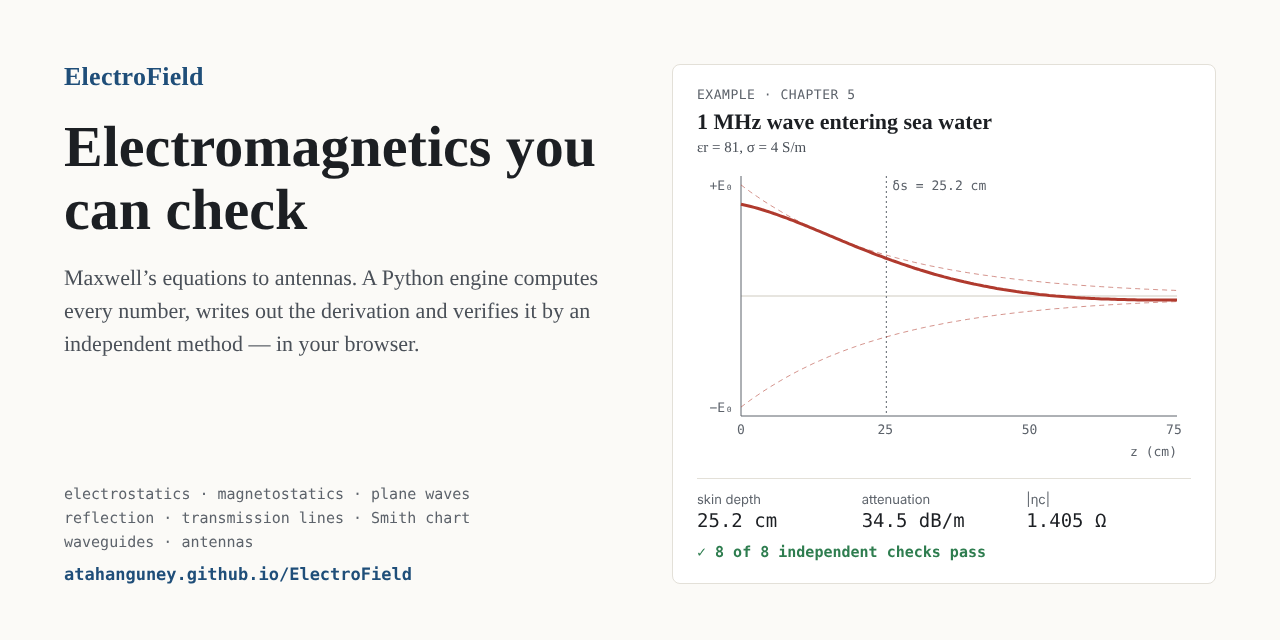 ElectroField
Electromagnetics you
can check
Maxwell’s equations to antennas. A Python engine computes
every number, writes out the derivation and verifies it by an
independent method — in your browser.
electrostatics · magnetostatics · plane waves
reflection · transmission lines · Smith chart
waveguides · antennas
atahanguney.github.io/ElectroField
EXAMPLE · CHAPTER 5
1 MHz wave entering sea water
εr = 81, σ = 4 S/m
+E₀
δs = 25.2 cm
−E₀
0 25 50 75
z (cm)
skin depth attenuation |ηc|
25.2 cm 34.5 dB/m 1.405 Ω
✓ 8 of 8 independent checks pass